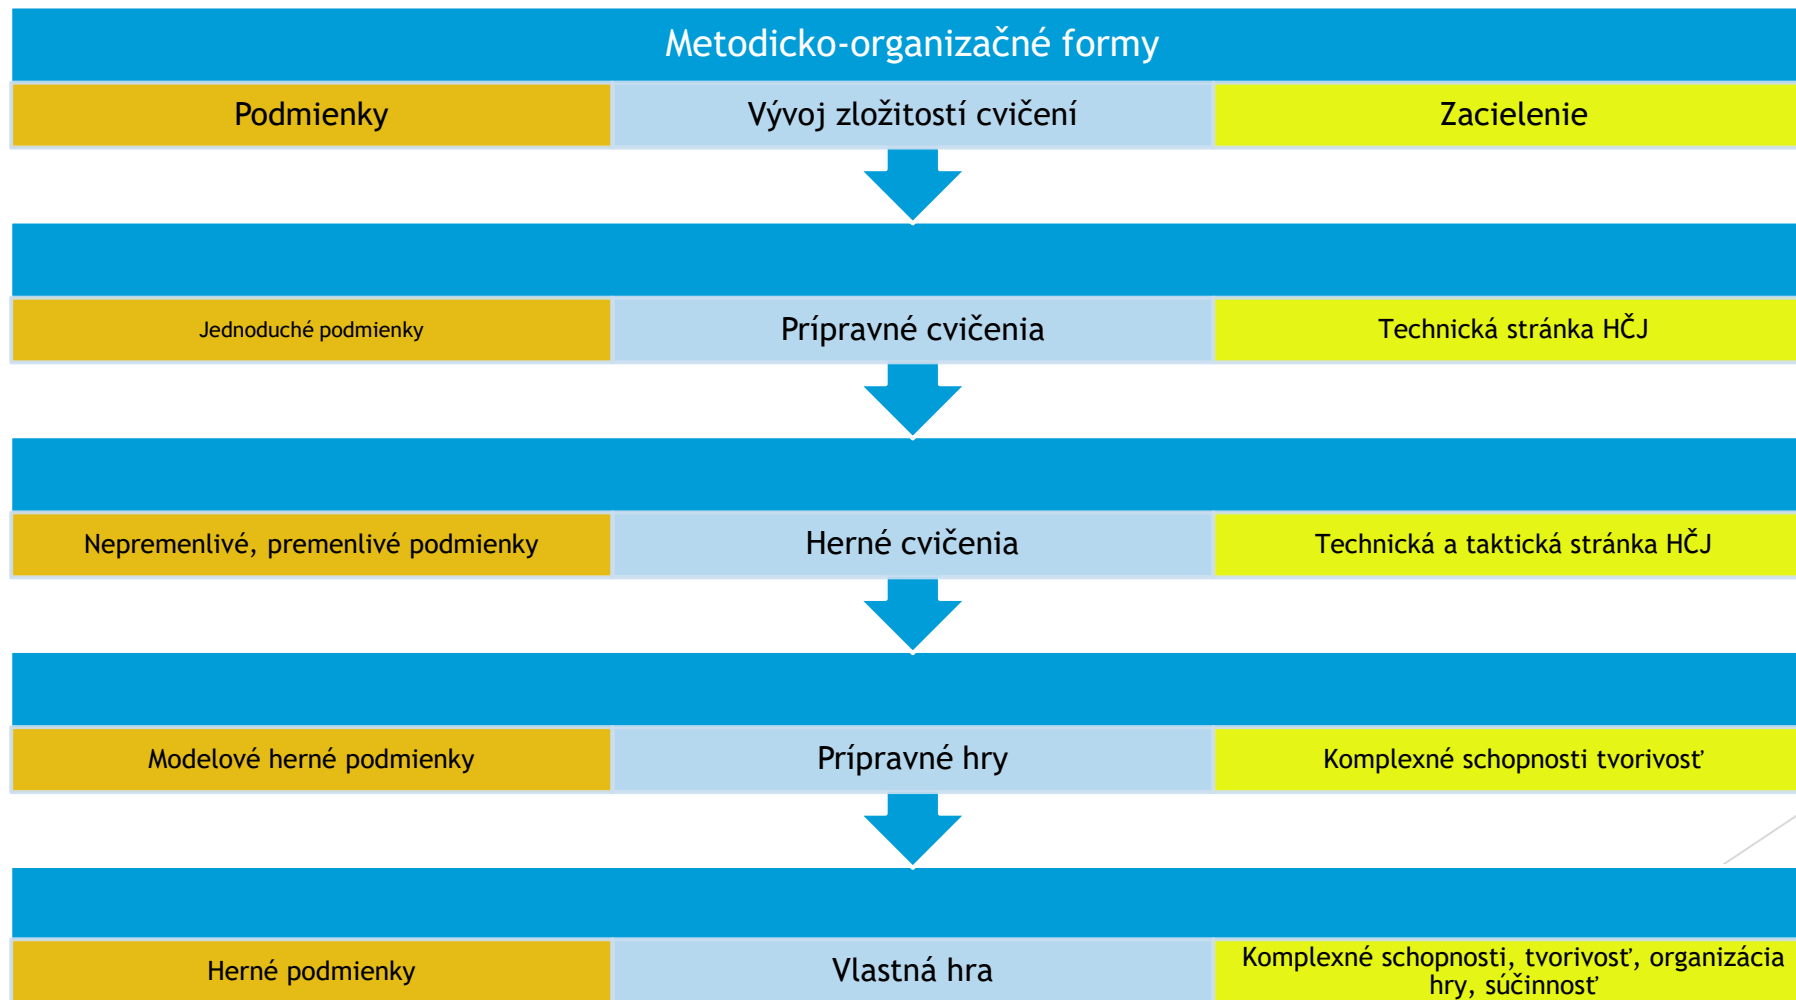 Metodicko-organizačné formy
Podmienky
Vývoj zložitostí cvičení
Zacielenie
Jednoduché podmienky
Prípravné cvičenia
Technická stránka HČJ
Nepremenlivé, premenlivé podmienky
Herné cvičenia
Technická a taktická stránka HČJ
Modelové herné podmienky
Prípravné hry
Komplexné schopnosti tvorivosť
Herné podmienky
Vlastná hra
Komplexné schopnosti, tvorivosť, organizácia
hry, súčinnosť